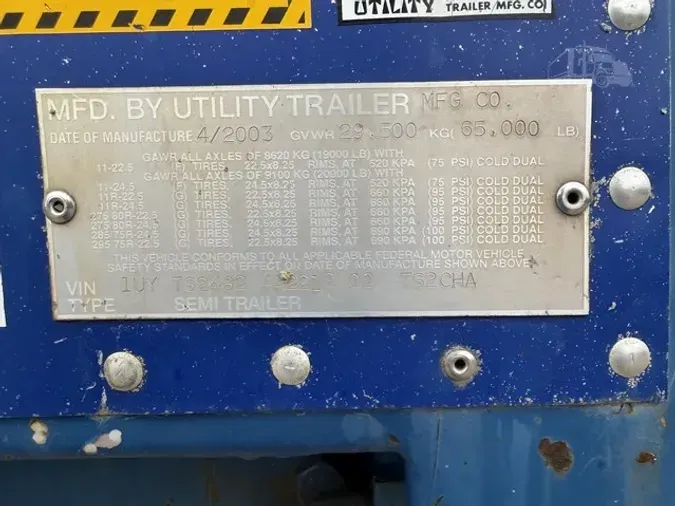 UTILITY TRAILER MFG. CO.
MFD. BY UTILITY TRAILER MFG CO.
DATE OF MANUFACTURE 4/2003 GVWR 29,500 KG( 65,000 LB)
GAWR ALL AXLES OF 8620 KG (19000 LB) WITH
11-22.5 (F) TIRES, 22.5x8.25 RIMS, AT 520 KPA (75 PSI) COLD DUAL
GAWR ALL AXLES OF 9100 KG (20000 LB) WITH
11-24.5 (F) TIRES, 24.5x8.25 RIMS, AT 520 KPA (75 PSI) COLD DUAL
11R-22.5 (G) TIRES, 22.5x8.25 RIMS, AT 660 KPA (95 PSI) COLD DUAL
11R-24.5 (G) TIRES, 24.5x8.25 RIMS, AT 660 KPA (95 PSI) COLD DUAL
275 80R-22.5 (G) TIRES, 22.5x8.25 RIMS, AT 660 KPA (95 PSI) COLD DUAL
275 80R-24.5 (G) TIRES, 24.5x8.25 RIMS, AT 660 KPA (95 PSI) COLD DUAL
285 75R-24.5 (G) TIRES, 24.5x8.25 RIMS, AT 690 KPA (100 PSI) COLD DUAL
295 75R-22.5 (G) TIRES, 22.5x8.25 RIMS, AT 690 KPA (100 PSI) COLD DUAL
THIS VEHICLE CONFORMS TO ALL APPLICABLE FEDERAL MOTOR VEHICLE
SAFETY STANDARDS IN EFFECT ON DATE OF MANUFACTURE SHOWN ABOVE
VIN 1UY TS2CHA
TYPE SEMI TRAILER